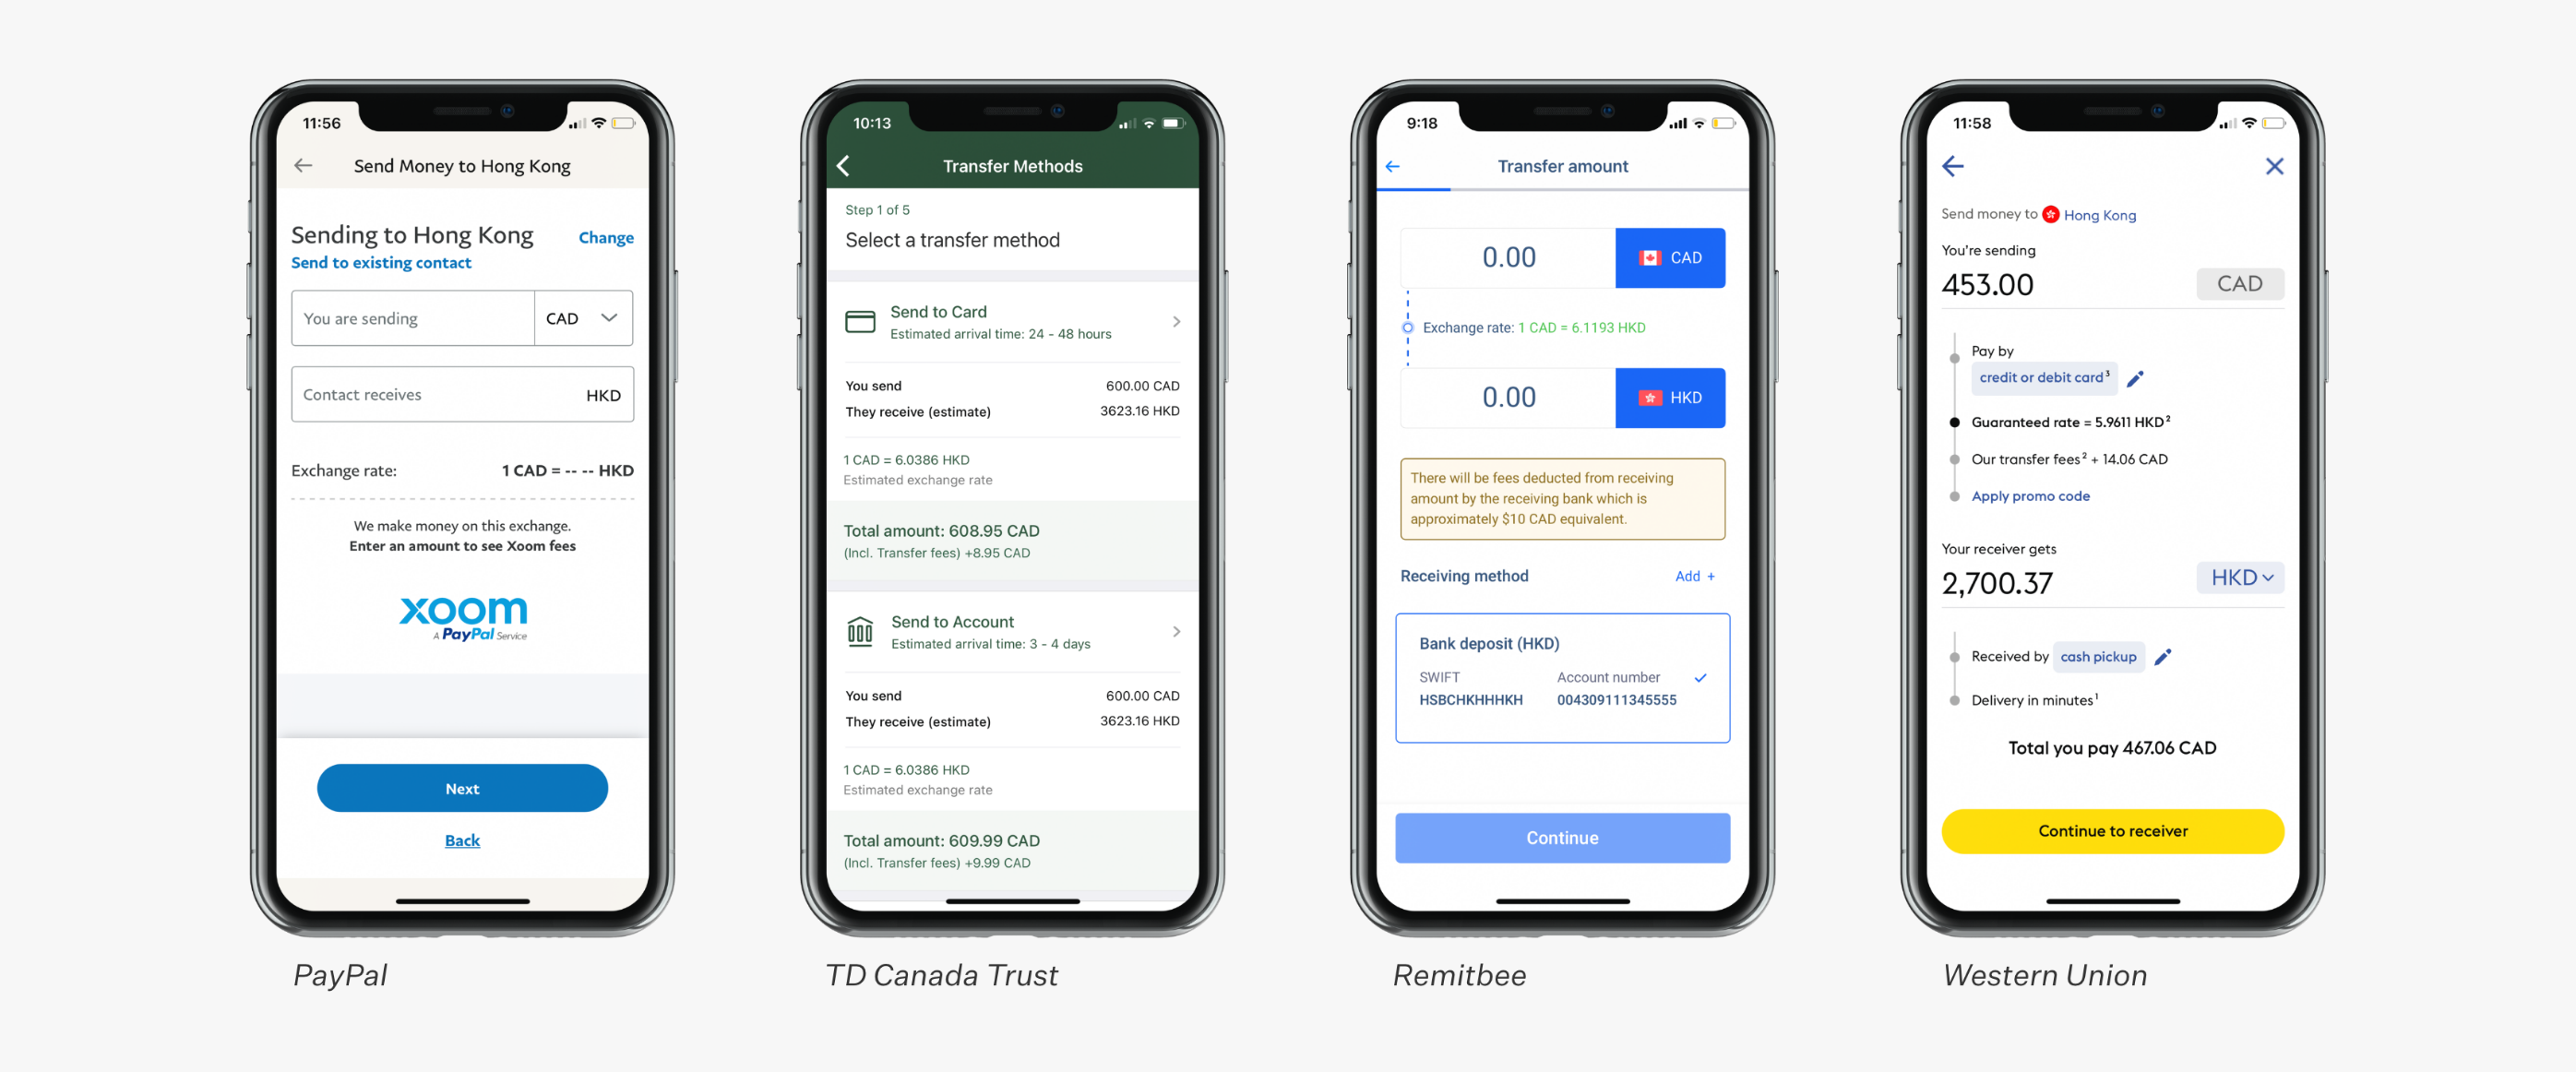 11:56
Send Money to Hong Kong
Sending to Hong Kong
Change
Send to existing contact
You are sending
CAD
Contact receives
HKD
Exchange rate:
1 CAD = -- -- HKD
We make money on this exchange.
Enter an amount to see Xoom fees
xoom
A PayPal Service
Next
Back
PayPal
10:13
Transfer Methods
Step 1 of 5
Select a transfer method
Send to Card
Estimated arrival time: 24 - 48 hours
You send 600.00 CAD
They receive (estimate) 3623.16 HKD
1 CAD = 6.0386 HKD
Estimated exchange rate
Total amount: 608.95 CAD
(Incl. Transfer fees) +8.95 CAD
Send to Account
Estimated arrival time: 3 - 4 days
You send 600.00 CAD
They receive (estimate) 3623.16 HKD
1 CAD = 6.0386 HKD
Estimated exchange rate
Total amount: 609.99 CAD
(Incl. Transfer fees) +9.99 CAD
TD Canada Trust
9:18
Transfer amount
0.00 CAD
Exchange rate: 1 CAD = 6.1193 HKD
0.00 HKD
There will be fees deducted from receiving
amount by the receiving bank which is
approximately $10 CAD equivalent.
Receiving method Add +
Bank deposit (HKD)
SWIFT Account number
HSBCHKHHHKH 004309111345555
Continue
Remitbee
11:58
Send money to Hong Kong
You're sending
453.00 CAD
Pay by
credit or debit card³
Guaranteed rate = 5.9611 HKD²
Our transfer fees² + 14.06 CAD
Apply promo code
Your receiver gets
2,700.37 HKD
Received by cash pickup
Delivery in minutes¹
Total you pay 467.06 CAD
Continue to receiver
Western Union